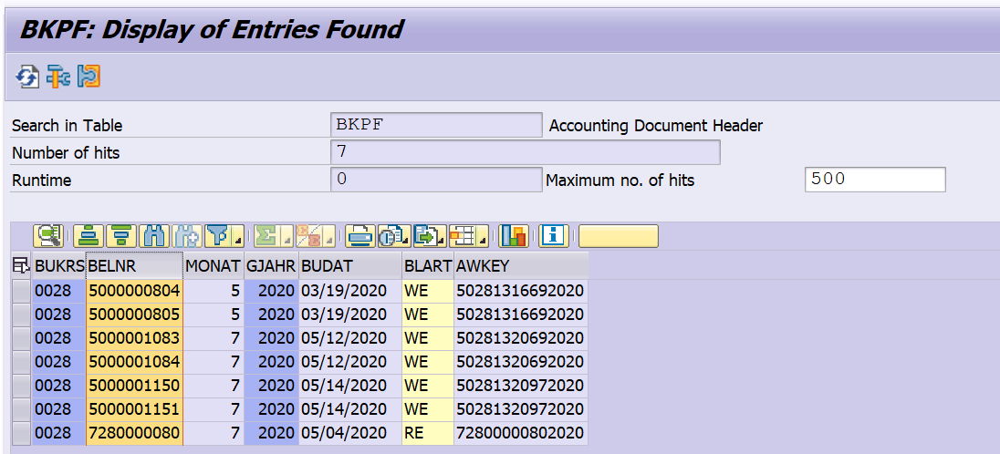 BKPF: Display of Entries Found
Search in Table BKPF Accounting Document Header
Number of hits 7
Runtime 0 Maximum no. of hits 500
BUKRS BELNR MONAT GJAHR BUDAT BLART AWKEY
0028 5000000804 5 2020 03/19/2020 WE 50281316692020
0028 5000000805 5 2020 03/19/2020 WE 50281316692020
0028 5000001083 7 2020 05/12/2020 WE 50281320692020
0028 5000001084 7 2020 05/12/2020 WE 50281320692020
0028 5000001150 7 2020 05/14/2020 WE 50281320972020
0028 5000001151 7 2020 05/14/2020 WE 50281320972020
0028 7280000080 7 2020 05/04/2020 RE 72800000802020